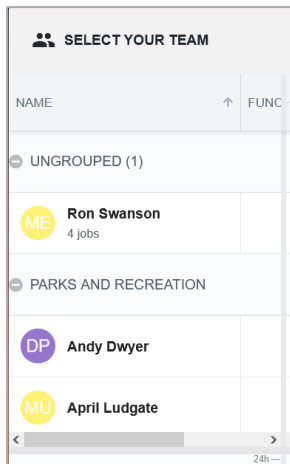 SELECT YOUR TEAM
NAME FUNC
UNGROUPED (1)
ME Ron Swanson
4 jobs
PARKS AND RECREATION
DP Andy Dwyer
MU April Ludgate
24h